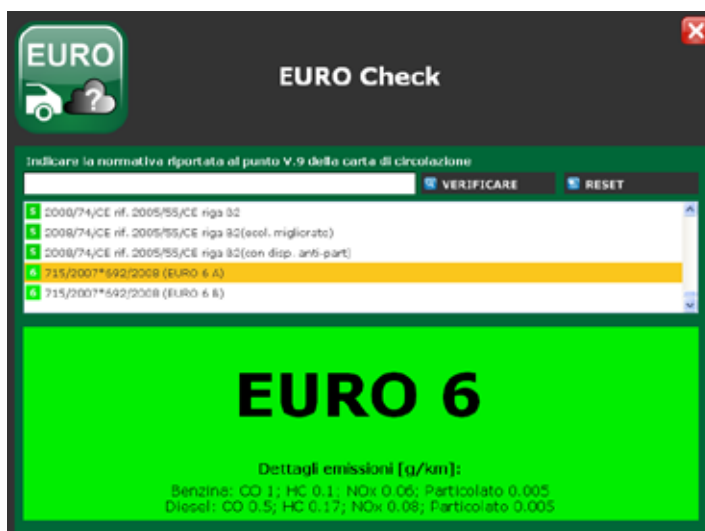 EURO
?
EURO Check
Indicare la normativa riportata al punto V.9 della carta di circolazione
VERIFICARE
RESET
5 2008/74/CE rif. 2005/55/CE riga B2
5 2008/74/CE rif. 2005/55/CE riga B2(ecol. migliorato)
5 2008/74/CE rif. 2005/55/CE riga B2(con disp. anti-part)
6 715/2007*692/2008 (EURO 6 A)
6 715/2007*692/2008 (EURO 6 B)
EURO 6
Dettagli emissioni [g/km]:
Benzina: CO 1; HC 0.1; NOx 0.06; Particolato 0.005
Diesel: CO 0.5; HC 0.17; NOx 0.08; Particolato 0.005